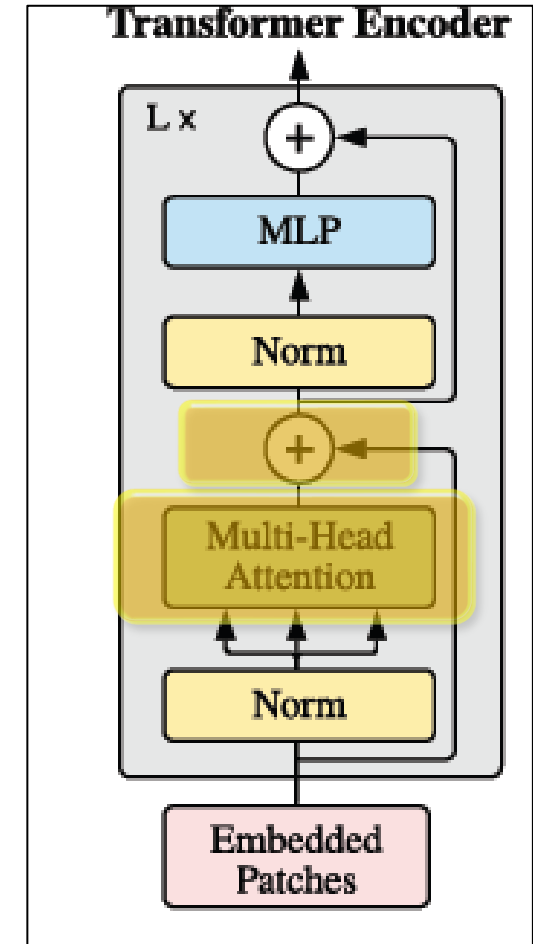 Transformer Encoder
L x
+
MLP
Norm
+
Multi-Head
Attention
Norm
Embedded
Patches